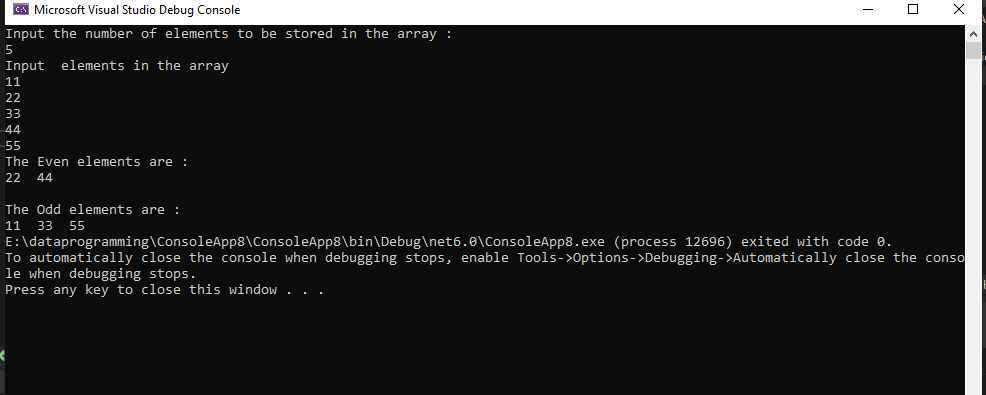 Microsoft Visual Studio Debug Console
Input the number of elements to be stored in the array :
5
Input  elements in the array
11
22
33
44
55
The Even elements are :
22  44
The Odd elements are :
11  33  55
E:\dataprogramming\ConsoleApp8\ConsoleApp8\bin\Debug\net6.0\ConsoleApp8.exe (process 12696) exited with code 0.
To automatically close the console when debugging stops, enable Tools->Options->Debugging->Automatically close the conso
le when debugging stops.
Press any key to close this window . . .